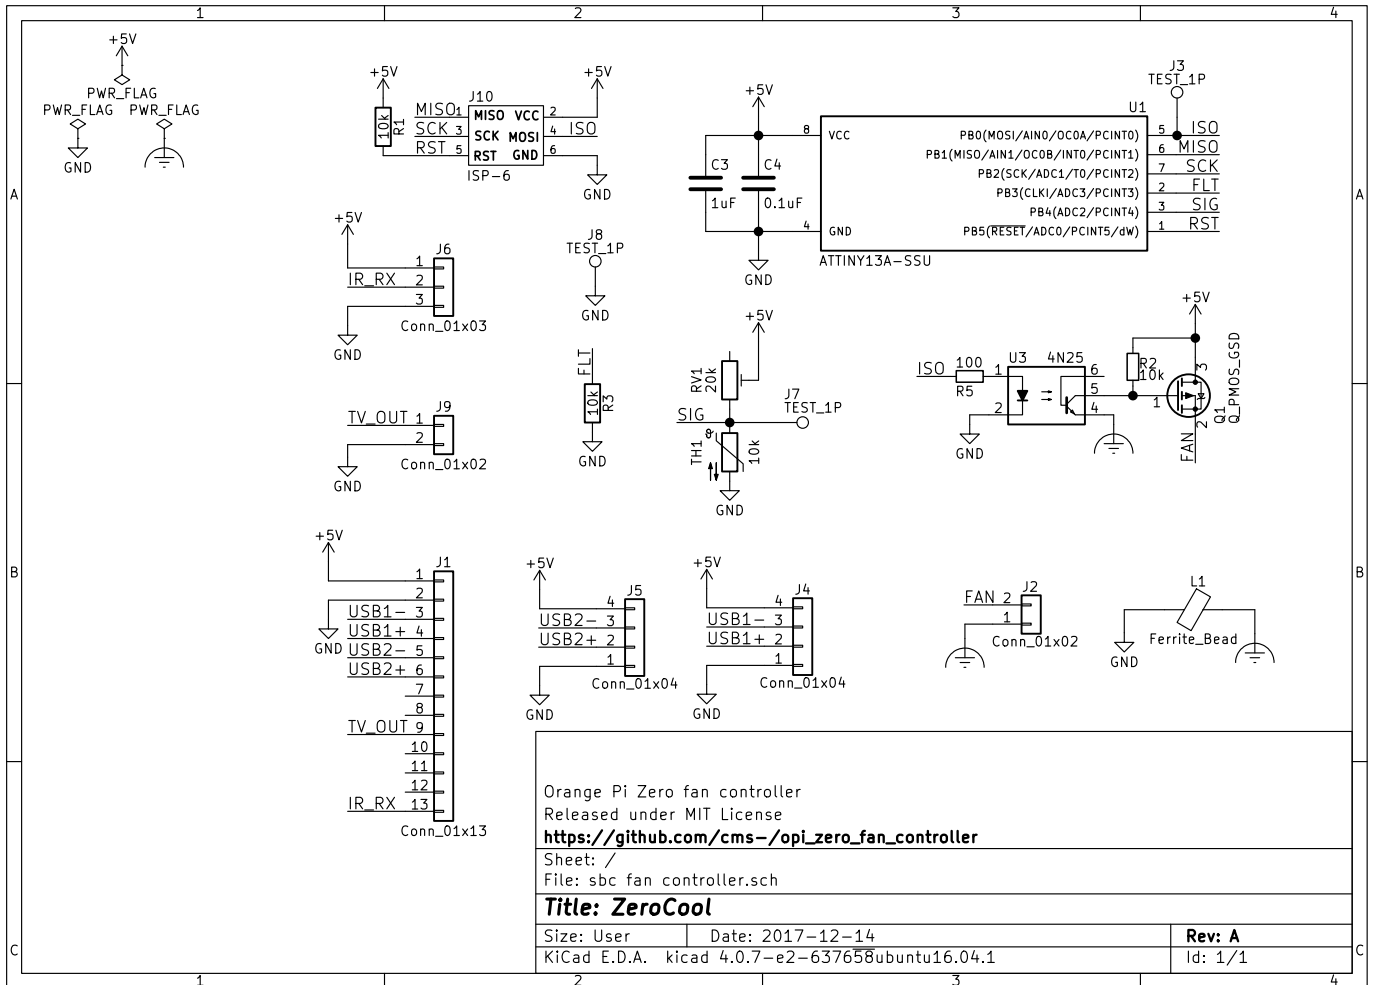 1 2 3 4
A
B
C
A
B
C
1 2 3 4
+5V
PWR_FLAG
PWR_FLAG PWR_FLAG
GND
+5V +5V
J10
R1
10k
MISO 1 MISO VCC 2
SCK 3 SCK MOSI 4 ISO
RST 5 RST GND 6
ISP-6
GND
+5V
C3 C4
1uF 0.1uF
GND
J3
TEST_1P
U1
8 VCC PB0(MOSI/AIN0/OC0A/PCINT0) 5 ISO
PB1(MISO/AIN1/OC0B/INT0/PCINT1) 6 MISO
PB2(SCK/ADC1/T0/PCINT2) 7 SCK
PB3(CLKI/ADC3/PCINT3) 2 FLT
PB4(ADC2/PCINT4) 3 SIG
4 GND PB5(RESET/ADC0/PCINT5/dW) 1 RST
ATTINY13A-SSU
+5V
J6
1
IR_RX 2
3
Conn_01x03
GND
J8
TEST_1P
GND
FLT
10k
R3
GND
+5V
RV1
20k
SIG
J7
TEST_1P
TH1
10k
GND
+5V
ISO 100 U3 4N25
R5
1 6
5
2 4
R2
10k
GND
1
3
2
Q1
Q_PMOS_GSD
FAN
J9
TV_OUT 1
2
Conn_01x02
GND
+5V
J1
1
2
GND
USB1- 3
USB1+ 4
USB2- 5
USB2+ 6
7
8
TV_OUT 9
10
11
12
IR_RX 13
Conn_01x13
+5V
J5
4
USB2- 3
USB2+ 2
1
Conn_01x04
GND
+5V
J4
4
USB1- 3
USB1+ 2
1
Conn_01x04
GND
J2
FAN 2
1
Conn_01x02
L1
Ferrite_Bead
GND
Orange Pi Zero fan controller
Released under MIT License
https://github.com/cms-/opi_zero_fan_controller
Sheet: /
File: sbc fan controller.sch
Title: ZeroCool
Size: User Date: 2017-12-14 Rev: A
KiCad E.D.A. kicad 4.0.7-e2-637658ubuntu16.04.1 Id: 1/1